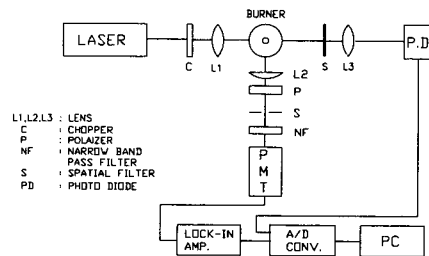 BURNER
LASER
P.D
C
L1
S
L3
L2
P
S
NF
PMT
L1,L2,L3 : LENS
C : CHOPPER
P : POLAIZER
NF : NARROW BAND
PASS FILTER
S : SPATIAL FILTER
PD : PHOTO DIODE
LOCK-IN
AMP.
A/D
CONV.
PC